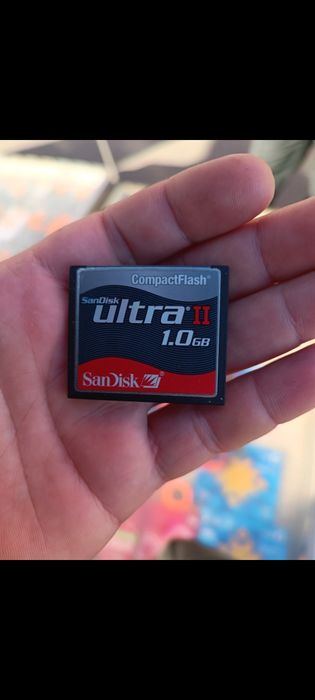 CompactFlash®
SanDisk
ultra® II
1.0GB
SanDisk